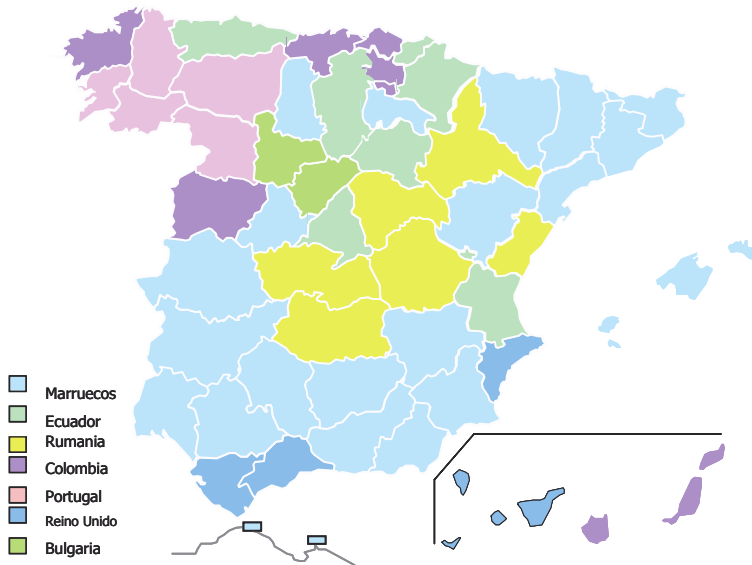 Marruecos
Ecuador
Rumania
Colombia
Portugal
Reino Unido
Bulgaria